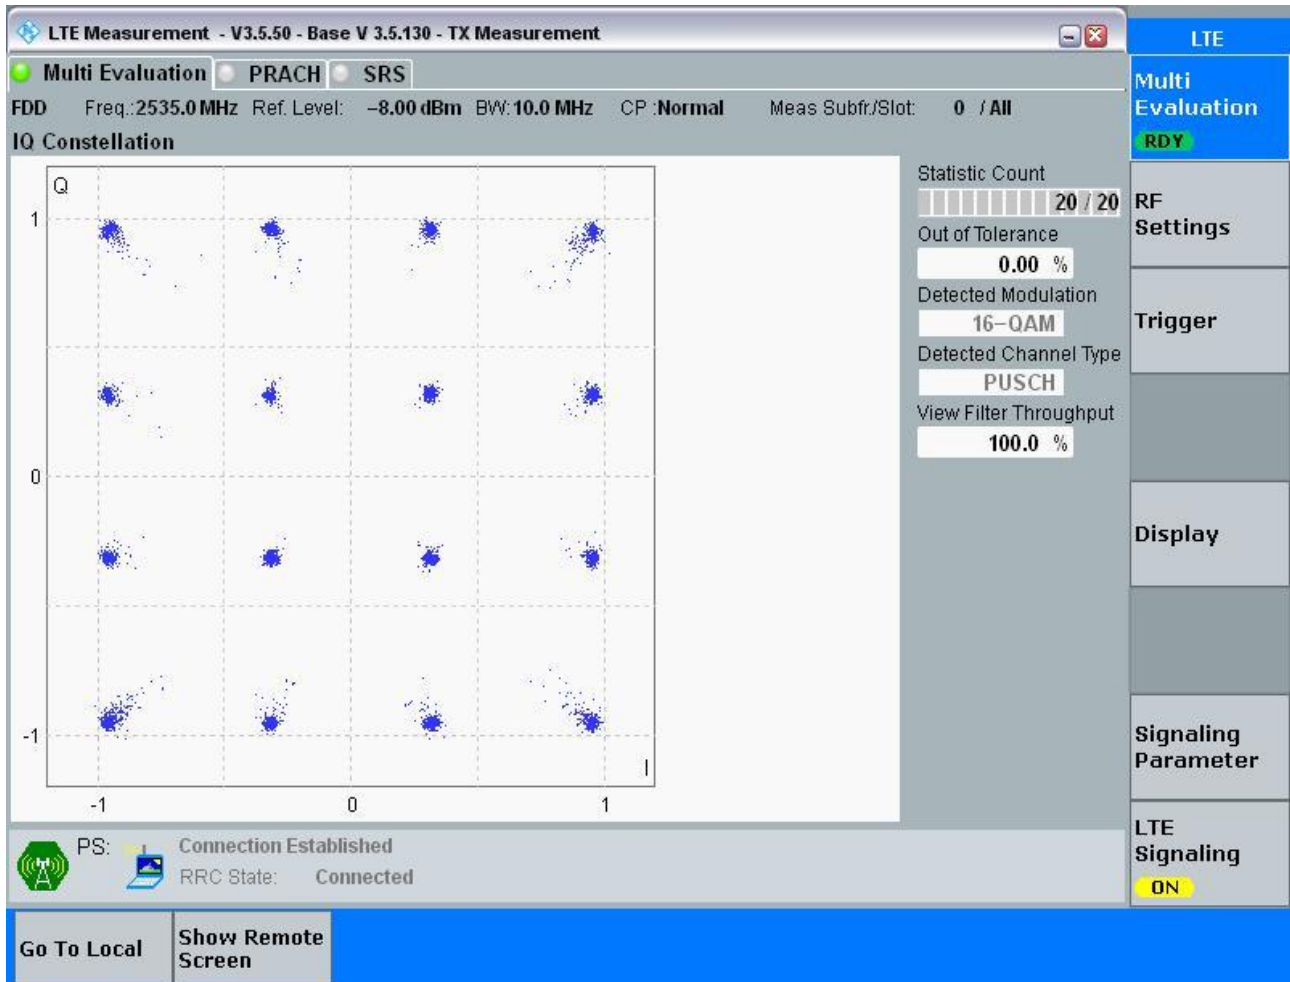 LTE Measurement - V3.5.50 - Base V 3.5.130 - TX Measurement
LTE
Multi Evaluation PRACH SRS
FDD Freq.:2535.0 MHz Ref. Level: −8.00 dBm BW:10.0 MHz CP :Normal Meas Subfr./Slot: 0 / All
Multi
Evaluation
RDY
IQ Constellation
Q
1
0
-1
-1 0 1
I
Statistic Count
20 / 20
Out of Tolerance
0.00 %
Detected Modulation
16−QAM
Detected Channel Type
PUSCH
View Filter Throughput
100.0 %
RF
Settings
Trigger
Display
Signaling
Parameter
LTE
Signaling
ON
PS: Connection Established
RRC State: Connected
Go To Local
Show Remote
Screen